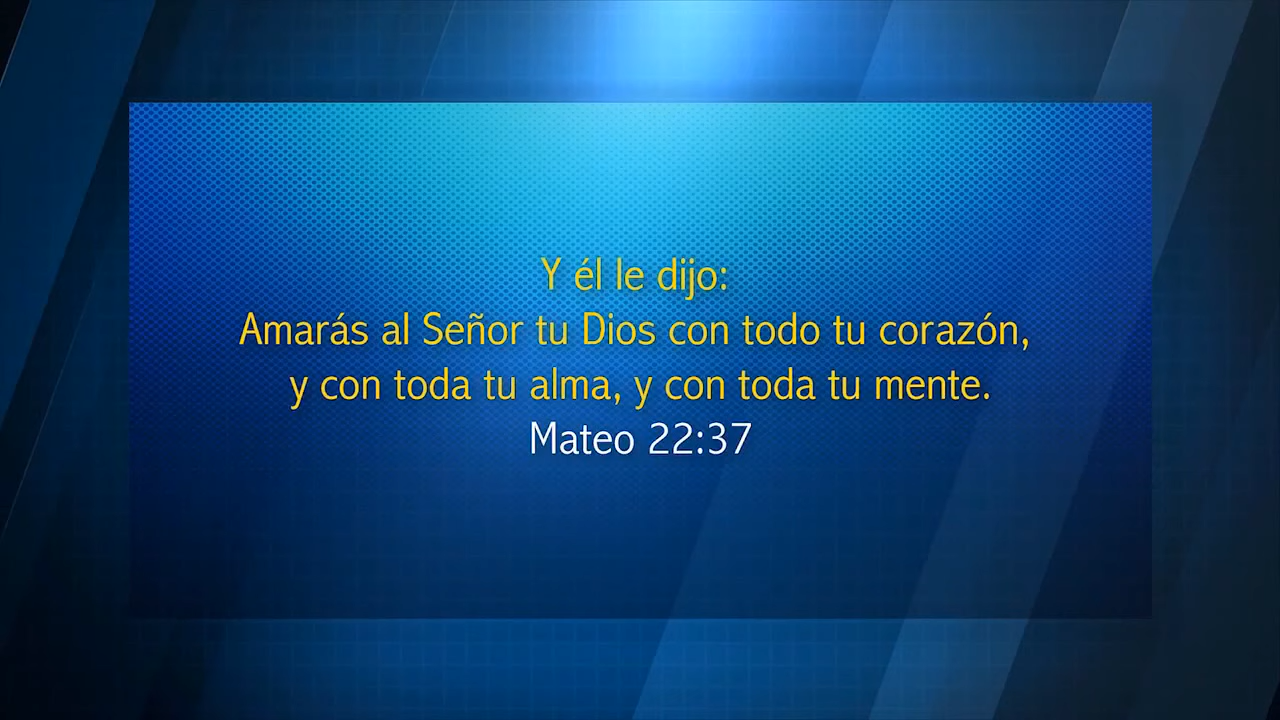 Y él le dijo:
Amarás al Señor tu Dios con todo tu corazón,
y con toda tu alma, y con toda tu mente.
Mateo 22:37